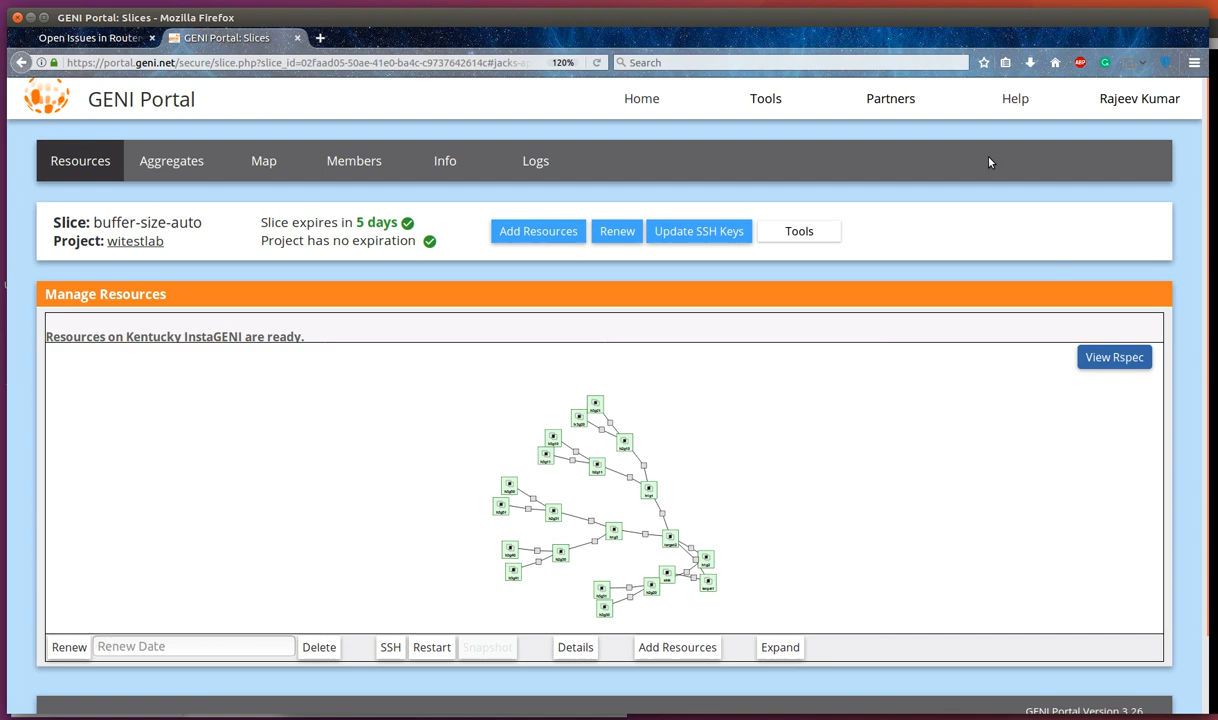 GENI Portal: Slices - Mozilla Firefox
Open Issues in Router
GENI Portal: Slices
https://portal.geni.net/secure/slice.php?slice_id=02faad05-50ae-41e0-ba4c-c9737642614c#jacks-a
120%
Search
GENI Portal
Home
Tools
Partners
Help
Rajeev Kumar
Resources
Aggregates
Map
Members
Info
Logs
Slice: buffer-size-auto
Project: witestlab
Slice expires in 5 days
Project has no expiration
Add Resources
Renew
Update SSH Keys
Tools
Manage Resources
Resources on Kentucky InstaGENI are ready.
View Rspec
Renew
Renew Date
Delete
SSH
Restart
Snapshot
Details
Add Resources
Expand
GENI Portal Version 3.26